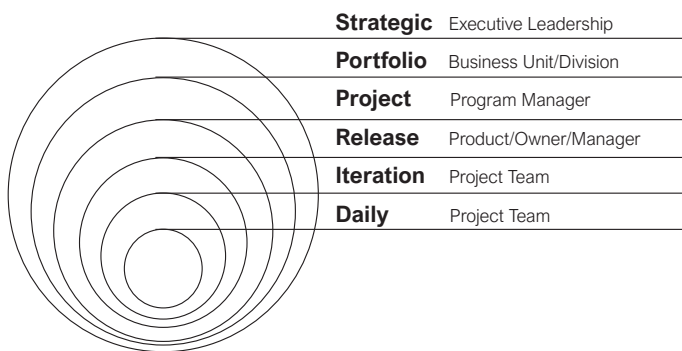 Strategic Executive Leadership
Portfolio Business Unit/Division
Project Program Manager
Release Product/Owner/Manager
Iteration Project Team
Daily Project Team